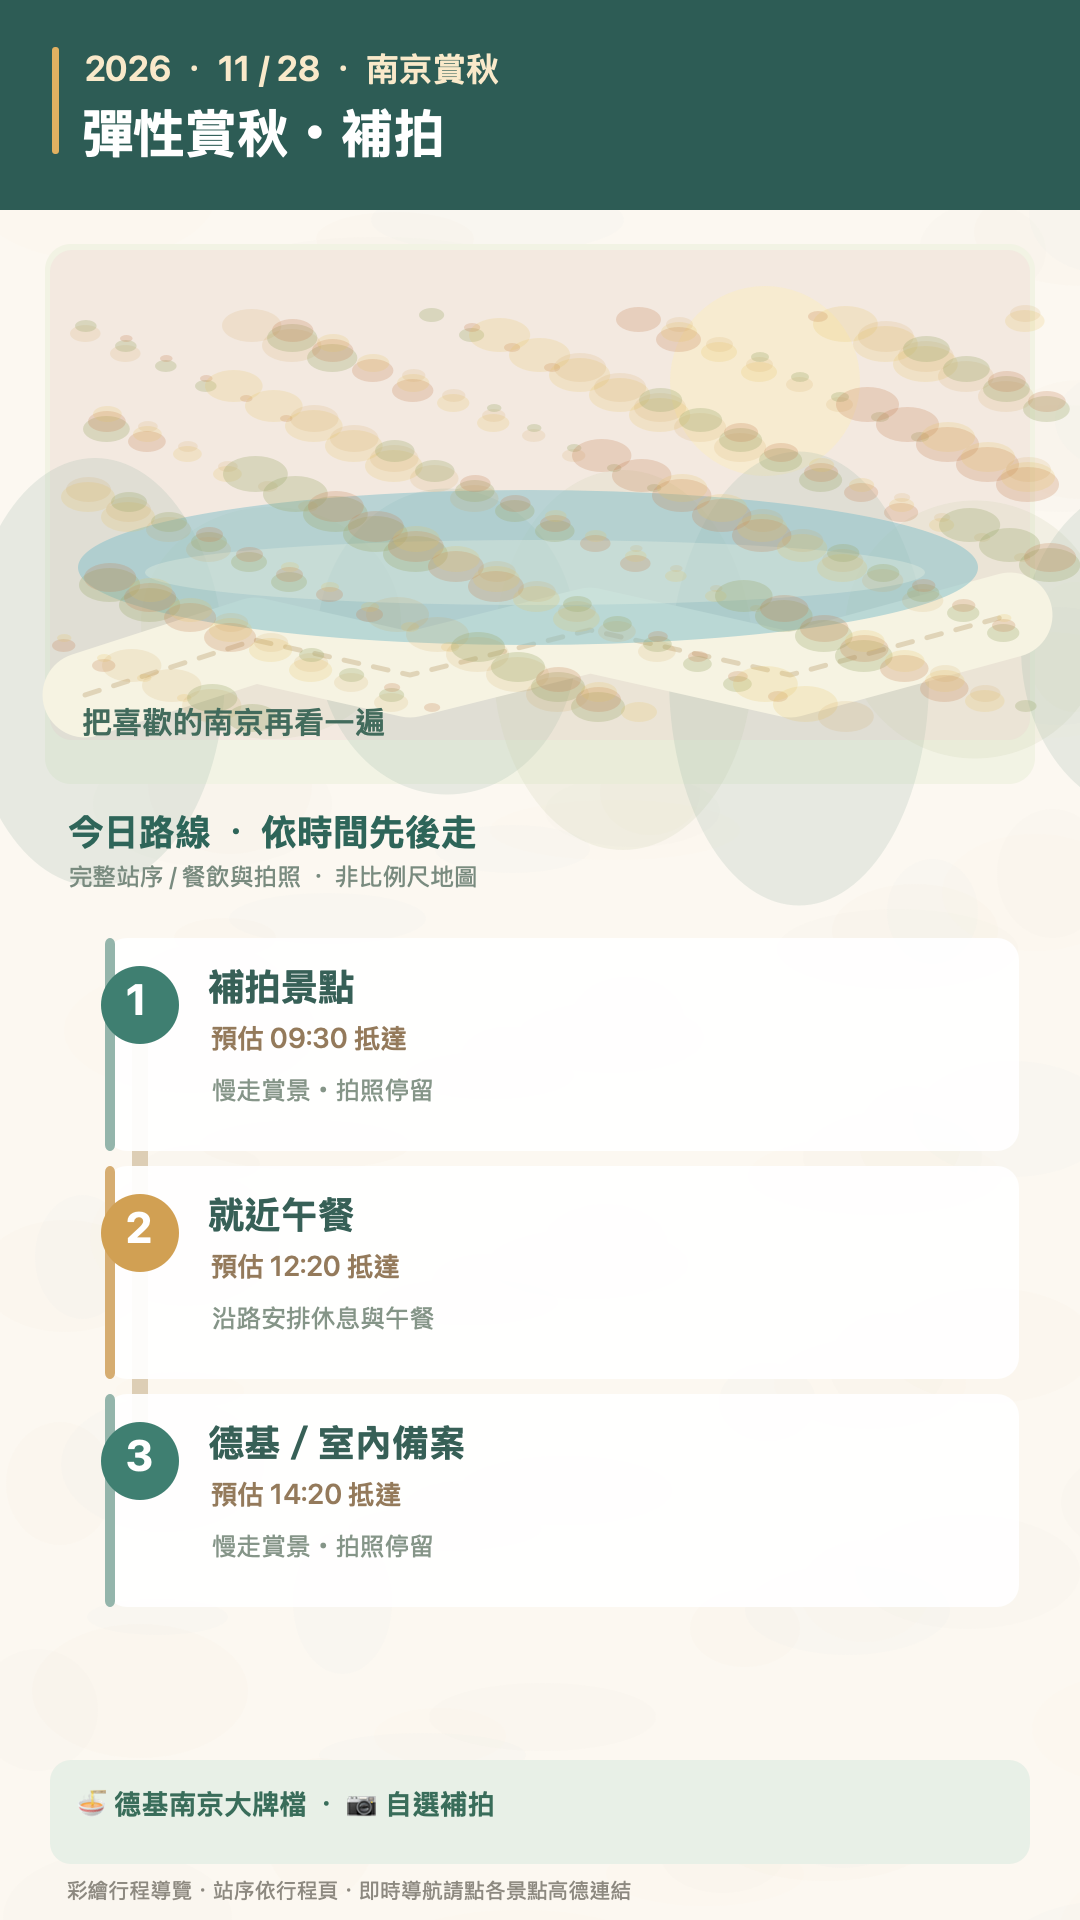 2026 · 11/28 · 南京賞秋
彈性賞秋・補拍
把喜歡的南京再看一遍
今日路線 · 依時間先後走
完整站序/餐飲與拍照 · 非比例尺地圖
1
補拍景點
預估 09:30 抵達
慢走賞景・拍照停留
2
就近午餐
預估 12:20 抵達
沿路安排休息與午餐
3
德基 / 室內備案
預估 14:20 抵達
慢走賞景・拍照停留
🍜 德基南京大牌檔 · 📷 自選補拍
彩繪行程導覽 · 站序依行程頁 · 即時導航請點各景點高德連結